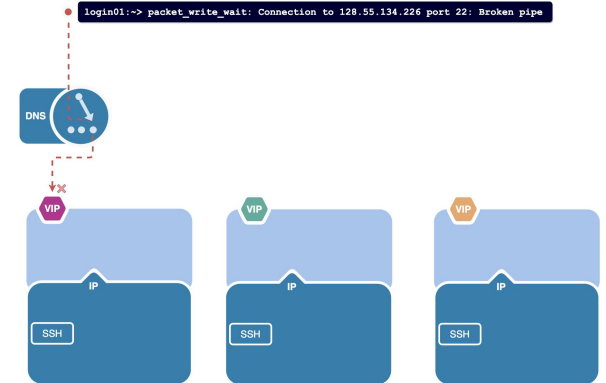 login01:~> packet_write_wait: Connection to 128.55.134.226 port 22: Broken pipe
DNS
VIP
VIP
VIP
IP
IP
IP
SSH
SSH
SSH